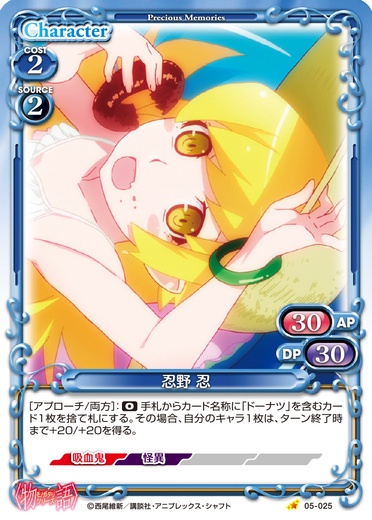 Precious Memories
Character
COST
2
SOURCE
2
30 AP
DP 30
忍野 忍
[アプローチ/両方]：0 手札からカード名称に「ドーナツ」を含むカー
ド1枚を捨て札にする。その場合、自分のキャラ1枚は、ターン終了時
まで+20/+20を得る。
吸血鬼 怪異
物語
©西尾維新／講談社・アニプレックス・シャフト
05-025